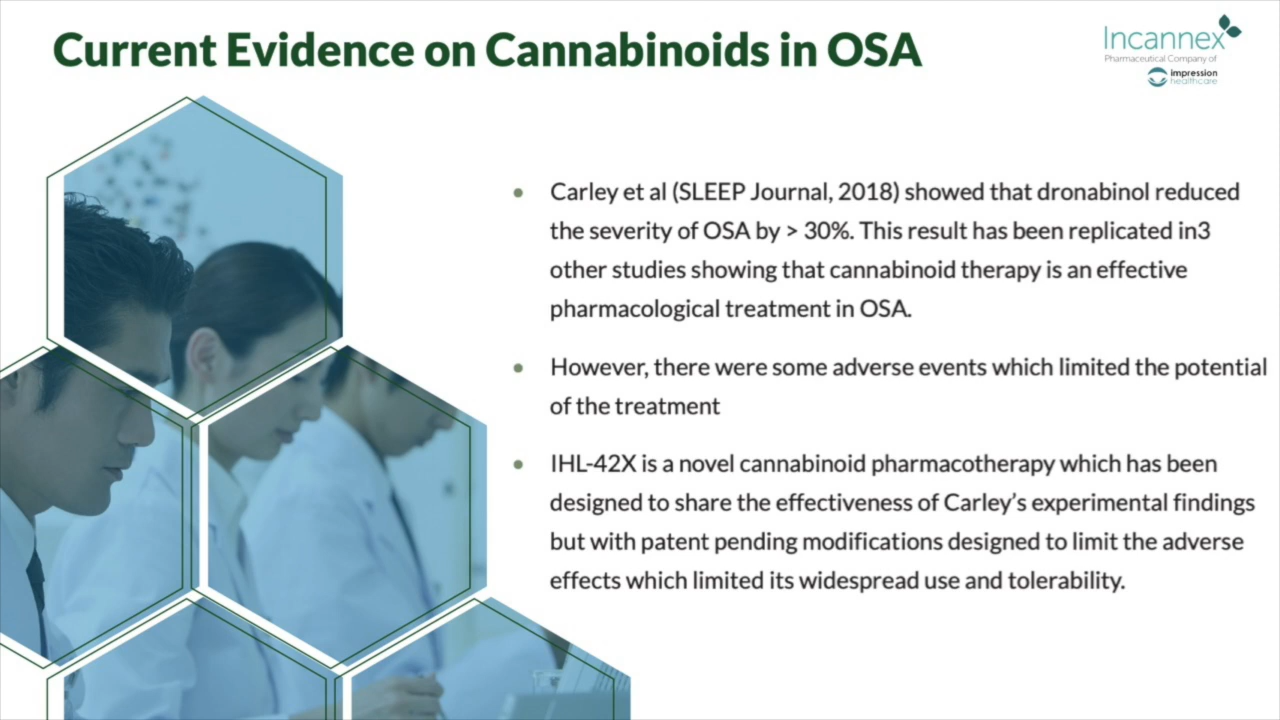 Current Evidence on Cannabinoids in OSA
Incannex
Pharmaceutical Company of
impression
healthcare
Carley et al (SLEEP Journal, 2018) showed that dronabinol reduced
the severity of OSA by > 30%. This result has been replicated in3
other studies showing that cannabinoid therapy is an effective
pharmacological treatment in OSA.
However, there were some adverse events which limited the potential
of the treatment
IHL-42X is a novel cannabinoid pharmacotherapy which has been
designed to share the effectiveness of Carley’s experimental findings
but with patent pending modifications designed to limit the adverse
effects which limited its widespread use and tolerability.